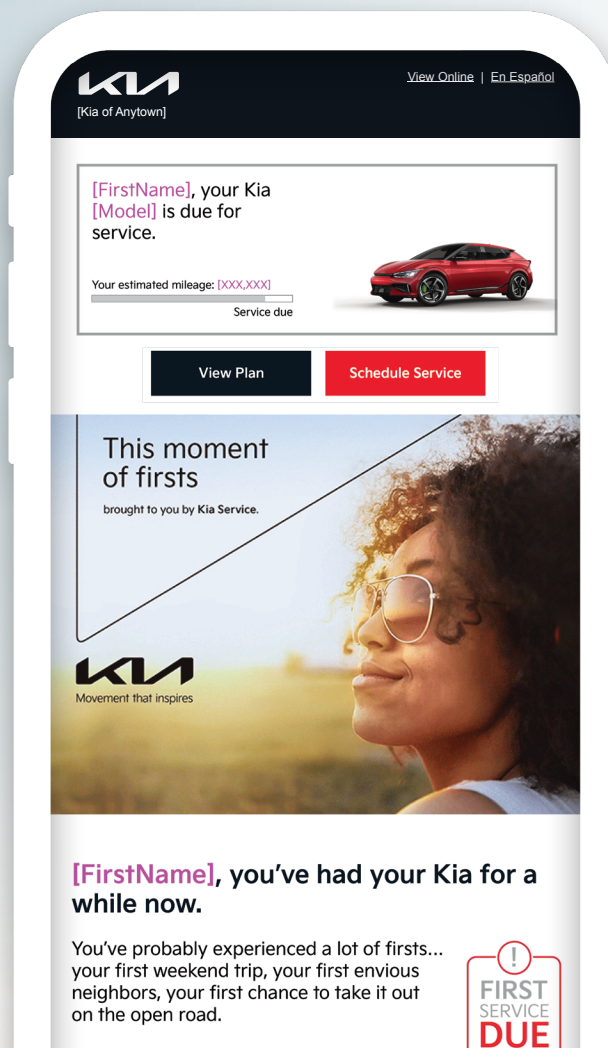 KIA
View Online | En Español
[Kia of Anytown]
[FirstName], your Kia
[Model] is due for
service.
Your estimated mileage: [XXX,XXX]
Service due
View Plan
Schedule Service
This moment
of firsts
brought to you by Kia Service.
KIA
Movement that inspires
[FirstName], you’ve had your Kia for a
while now.
You’ve probably experienced a lot of firsts...
your first weekend trip, your first envious
neighbors, your first chance to take it out
on the open road.
!
FIRST
SERVICE
DUE